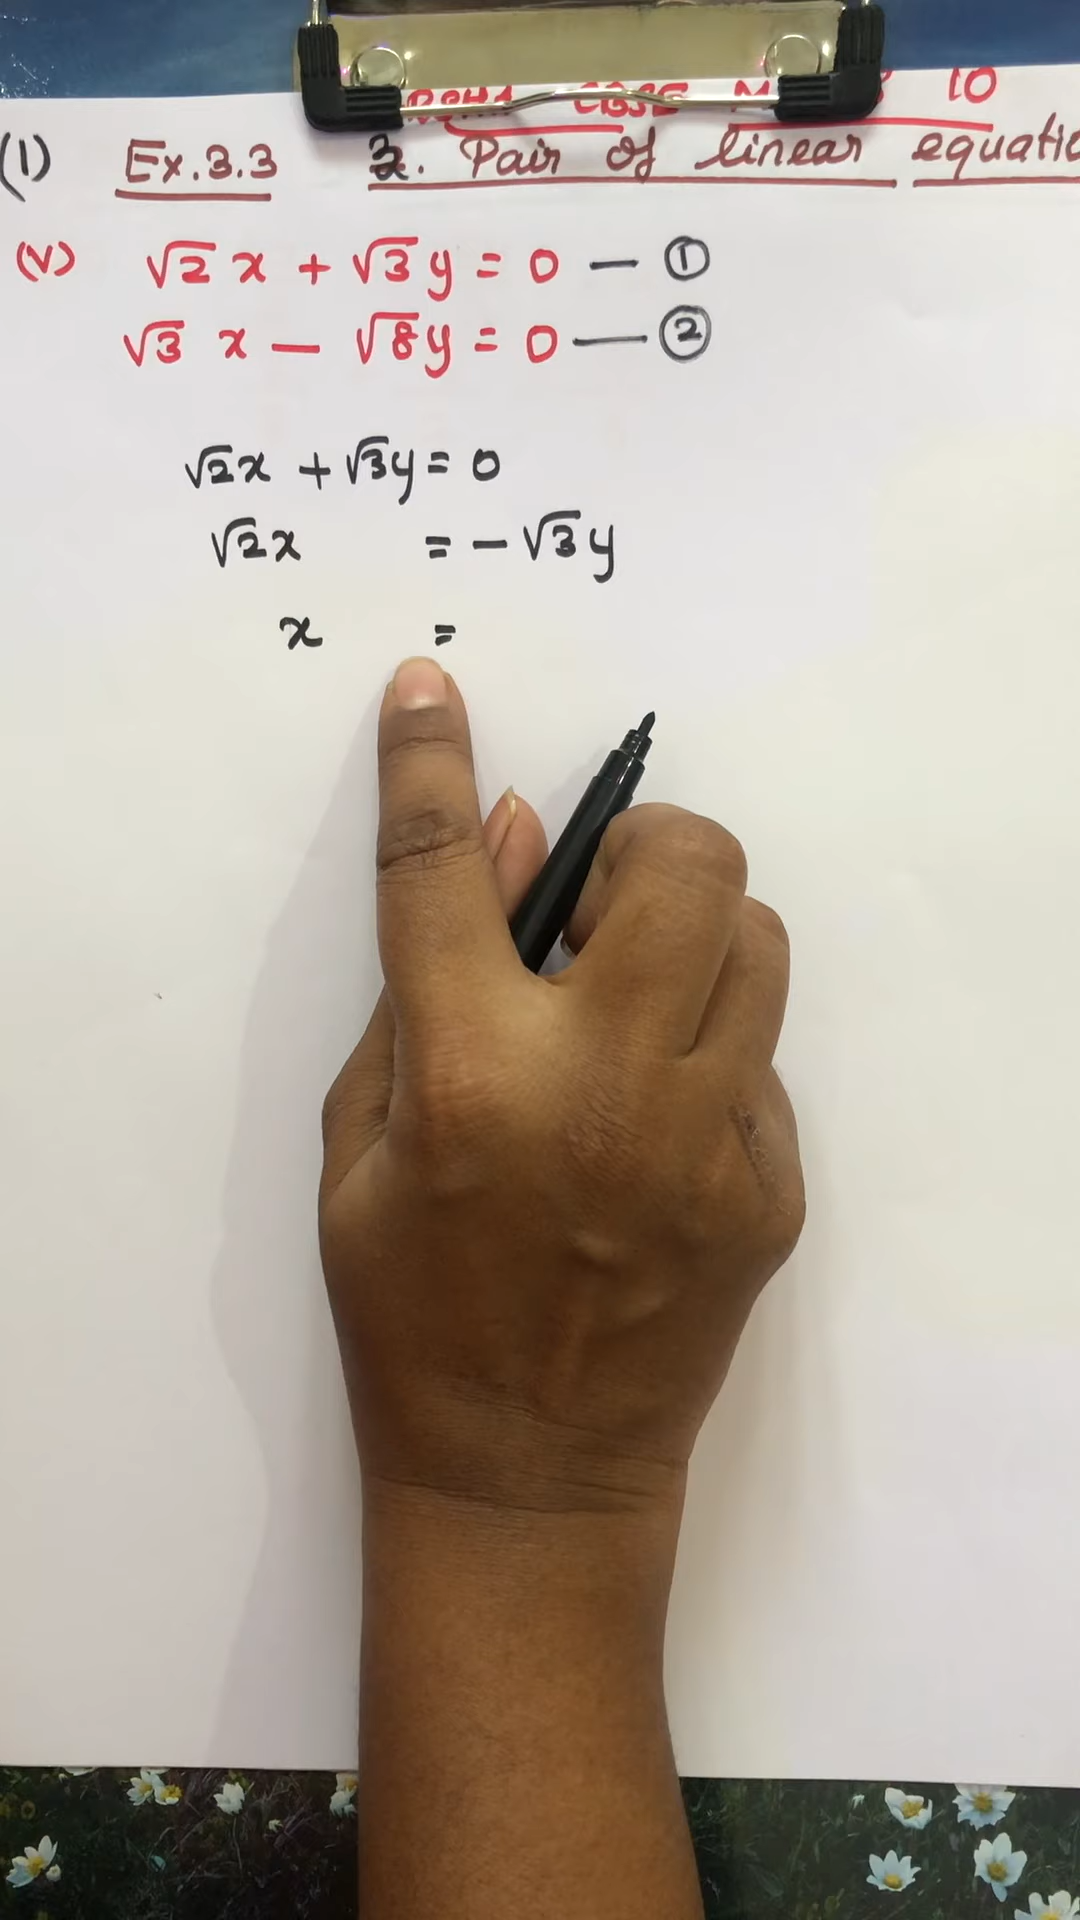 CBSE 10
(1) Ex.3.3 3. Pair of linear
(V) √2 x + √3 y = 0 — ①
√3 x — √8 y = 0 — ②
√2x + √3y = 0
√2x = - √3 y
x =